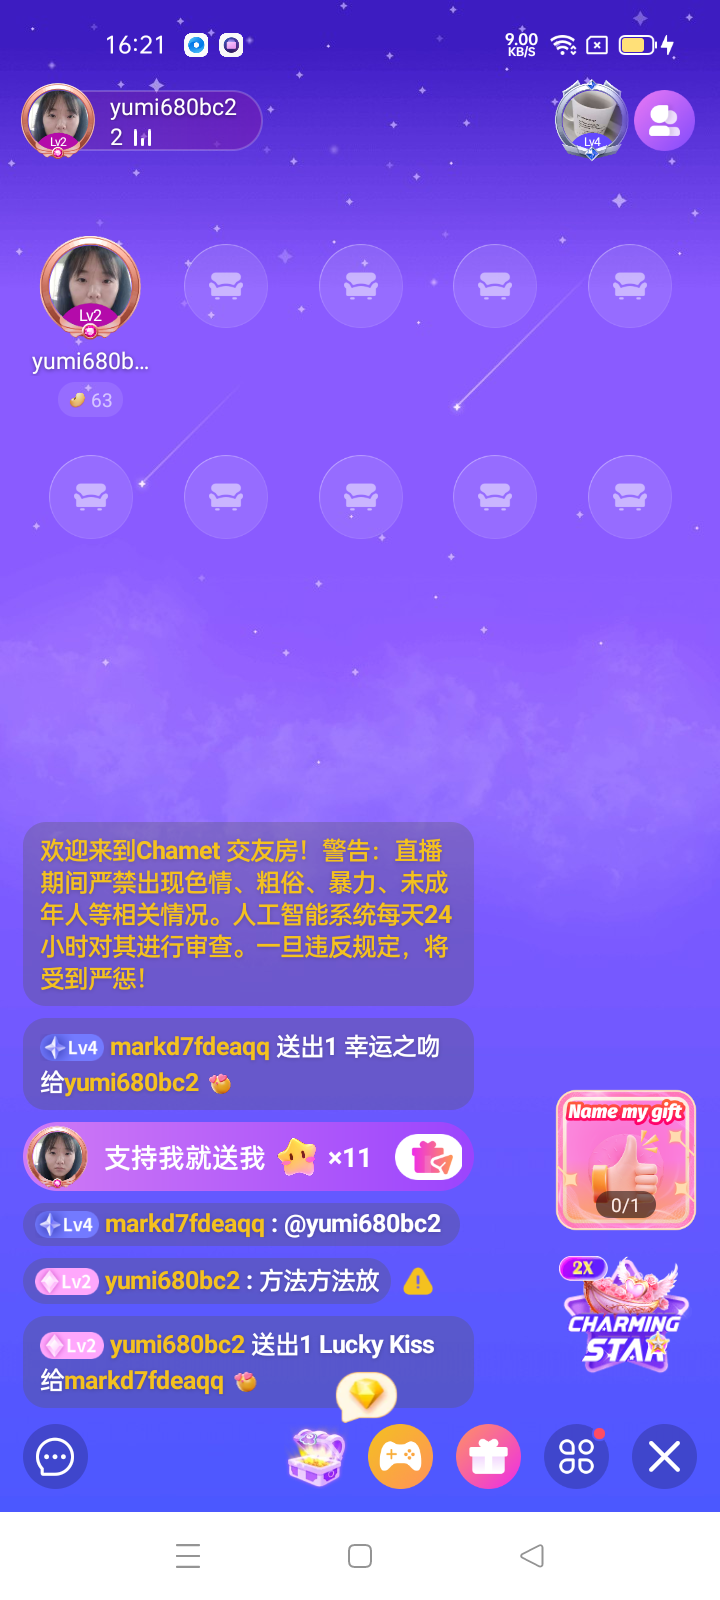 16:21
9.00
KB/S
yumi680bc2
2
Lv2
Lv4
Lv2
yumi680b...
63
欢迎来到Chamet 交友房！警告：直播
期间严禁出现色情、粗俗、暴力、未成
年人等相关情况。人工智能系统每天24
小时对其进行审查。一旦违反规定，将
受到严惩！
Lv4 markd7fdeaqq 送出1 幸运之吻
给yumi680bc2
支持我就送我 ×11
Name my gift
0/1
Lv4 markd7fdeaqq : @yumi680bc2
Lv2 yumi680bc2 : 方法方法放
2X
CHARMING
STAR
Lv2 yumi680bc2 送出1 Lucky Kiss
给markd7fdeaqq